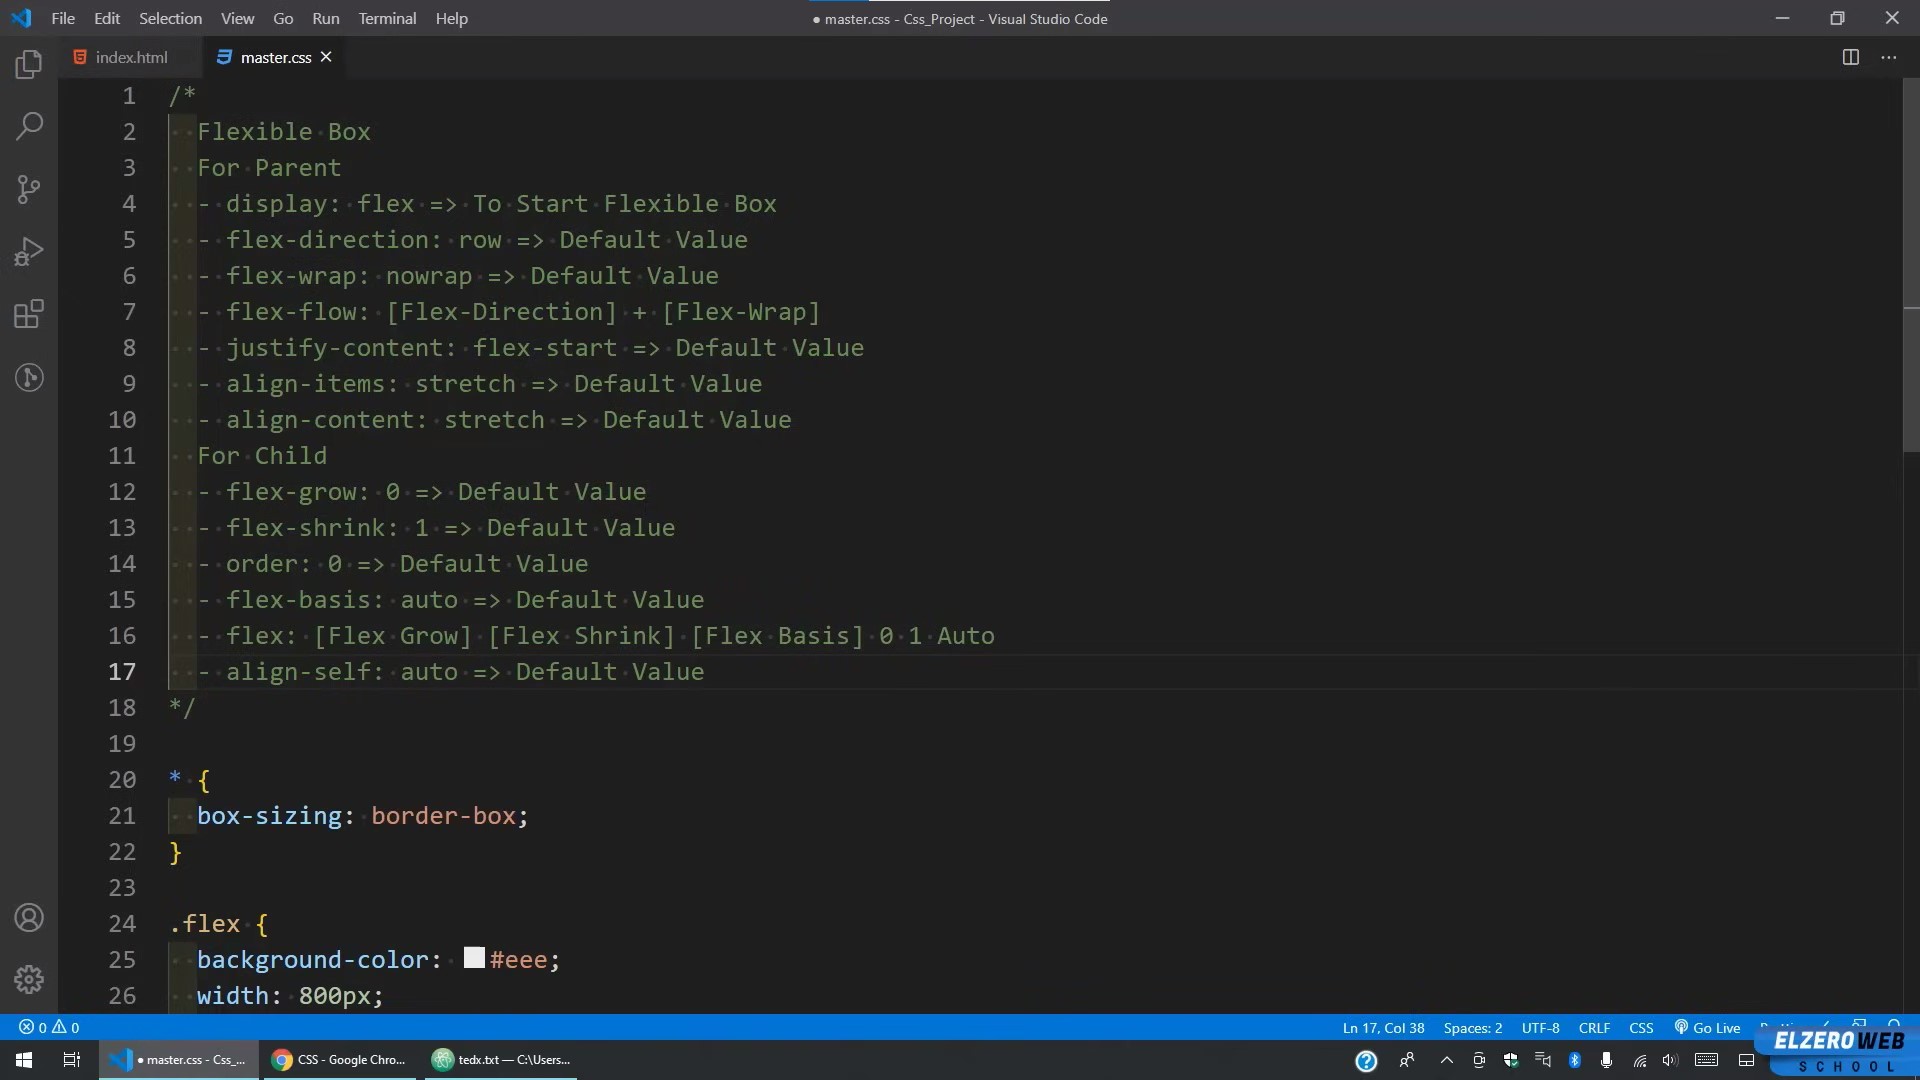 File Edit Selection View Go Run Terminal Help
● master.css - Css_Project - Visual Studio Code
index.html
master.css
1 /*
2 Flexible Box
3 For Parent
4 - display: flex => To Start Flexible Box
5 - flex-direction: row => Default Value
6 - flex-wrap: nowrap => Default Value
7 - flex-flow: [Flex-Direction] + [Flex-Wrap]
8 - justify-content: flex-start => Default Value
9 - align-items: stretch => Default Value
10 - align-content: stretch => Default Value
11 For Child
12 - flex-grow: 0 => Default Value
13 - flex-shrink: 1 => Default Value
14 - order: 0 => Default Value
15 - flex-basis: auto => Default Value
16 - flex: [Flex Grow] [Flex Shrink] [Flex Basis] 0 1 Auto
17 - align-self: auto => Default Value
18 */
19
20 * {
21 box-sizing: border-box;
22 }
23
24 .flex {
25 background-color: #eee;
26 width: 800px;
0 0
Ln 17, Col 38 Spaces: 2 UTF-8 CRLF CSS Go Live
● master.css - Css_...
CSS - Google Chro...
tedx.txt — C:\Users...
ELZERO WEB
SCHOOL